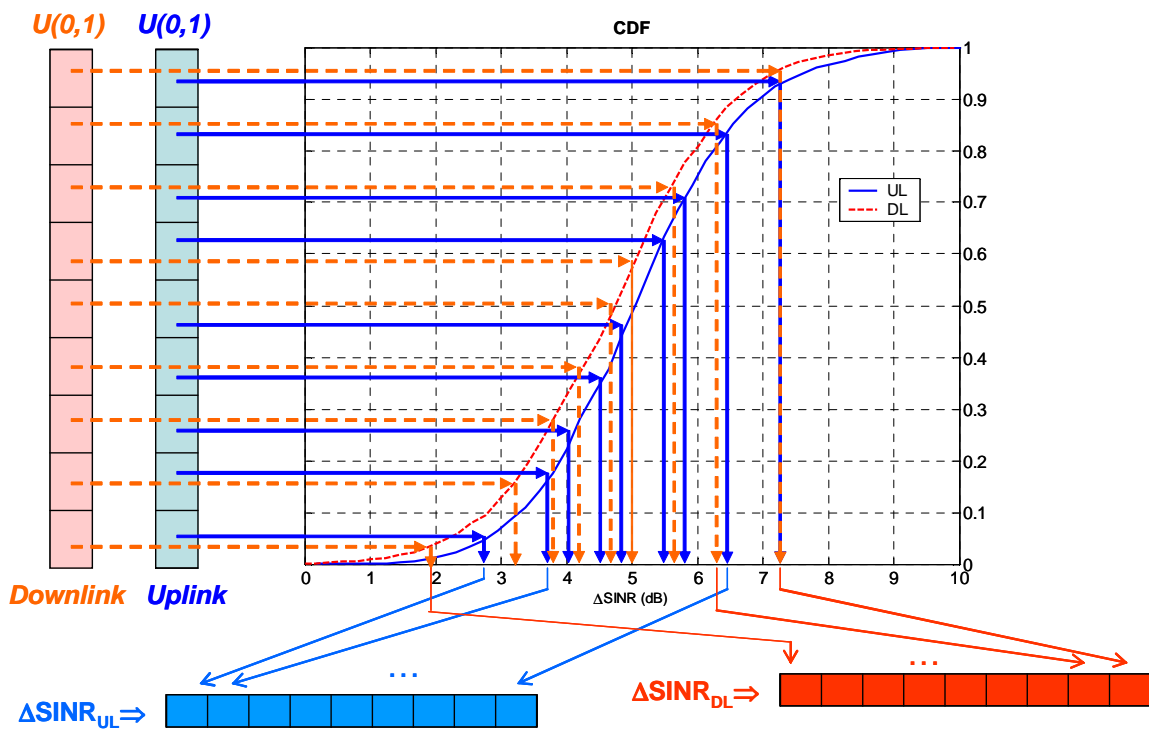 U(0,1) U(0,1)
CDF
1
0.9
0.8
0.7
0.6
0.5
0.4
0.3
0.2
0.1
0
UL
DL
0 1 2 3 4 5 6 7 8 9 10
ΔSINR (dB)
Downlink Uplink
...
...
ΔSINR_UL⇒
ΔSINR_DL⇒